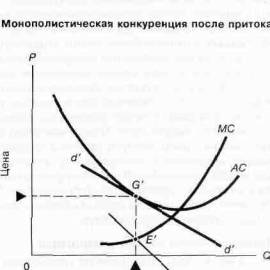 Монополистическая конкуренция после притока
P
MC
AC
d'
G'
Цена
E'
d'
0
Q